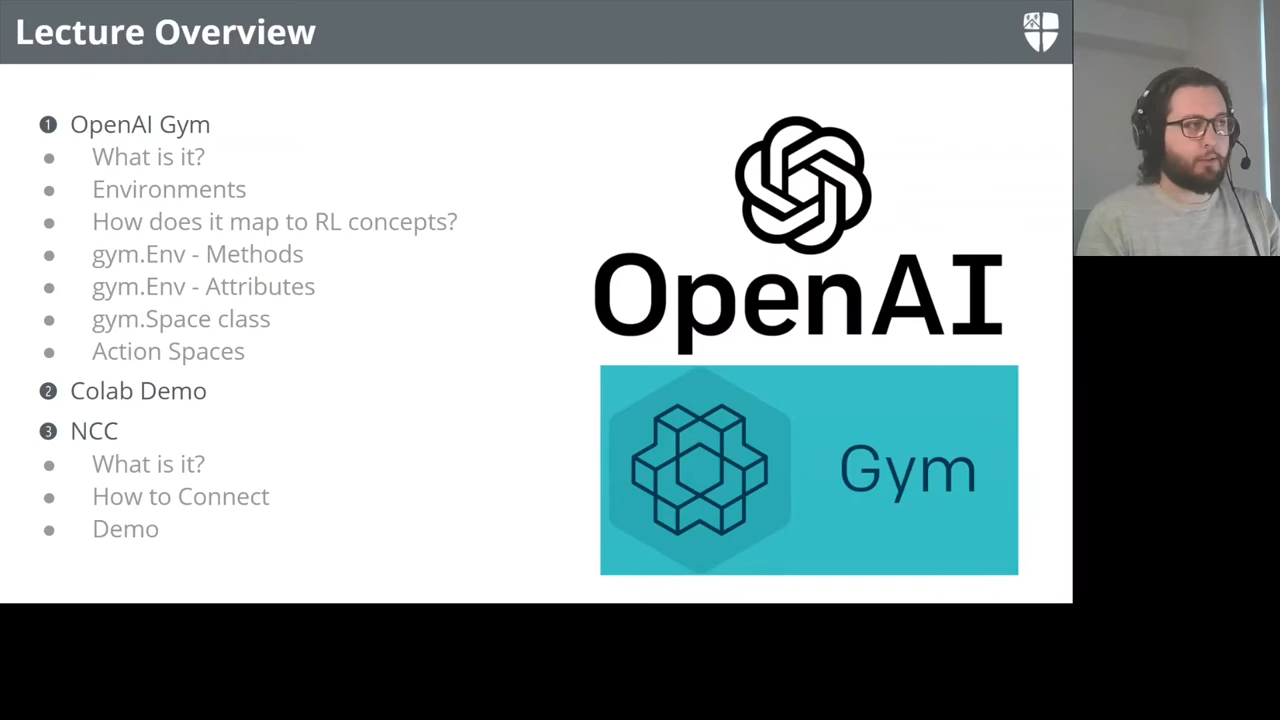 Lecture Overview
1 OpenAI Gym
● What is it?
● Environments
● How does it map to RL concepts?
● gym.Env - Methods
● gym.Env - Attributes
● gym.Space class
● Action Spaces
2 Colab Demo
3 NCC
● What is it?
● How to Connect
● Demo
OpenAI
Gym